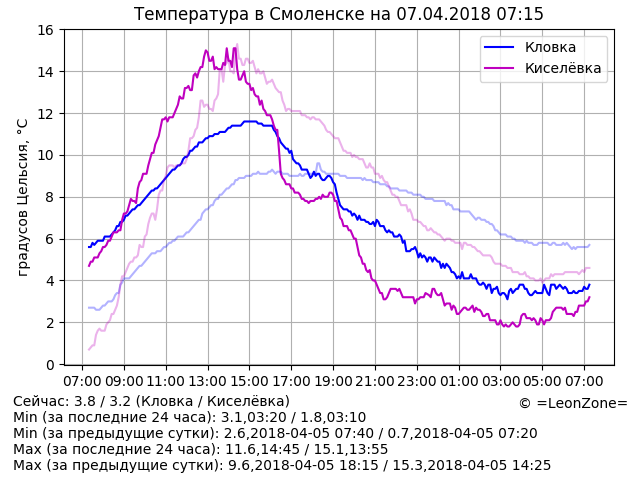 Температура в Смоленске на 07.04.2018 07:15
Кловка
Киселёвка
градусов Цельсия, °C
16
14
12
10
8
6
4
2
0
07:00 09:00 11:00 13:00 15:00 17:00 19:00 21:00 23:00 01:00 03:00 05:00 07:00
Сейчас: 3.8 / 3.2 (Кловка / Киселёвка)
© =LeonZone=
Min (за последние 24 часа): 3.1,03:20 / 1.8,03:10
Min (за предыдущие сутки): 2.6,2018-04-05 07:40 / 0.7,2018-04-05 07:20
Max (за последние 24 часа): 11.6,14:45 / 15.1,13:55
Max (за предыдущие сутки): 9.6,2018-04-05 18:15 / 15.3,2018-04-05 14:25